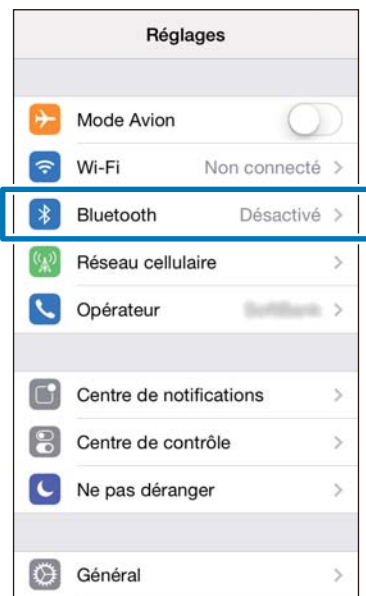 Réglages
Mode Avion
Wi-Fi Non connecté
Bluetooth Désactivé
Réseau cellulaire
Opérateur
Centre de notifications
Centre de contrôle
Ne pas déranger
Général